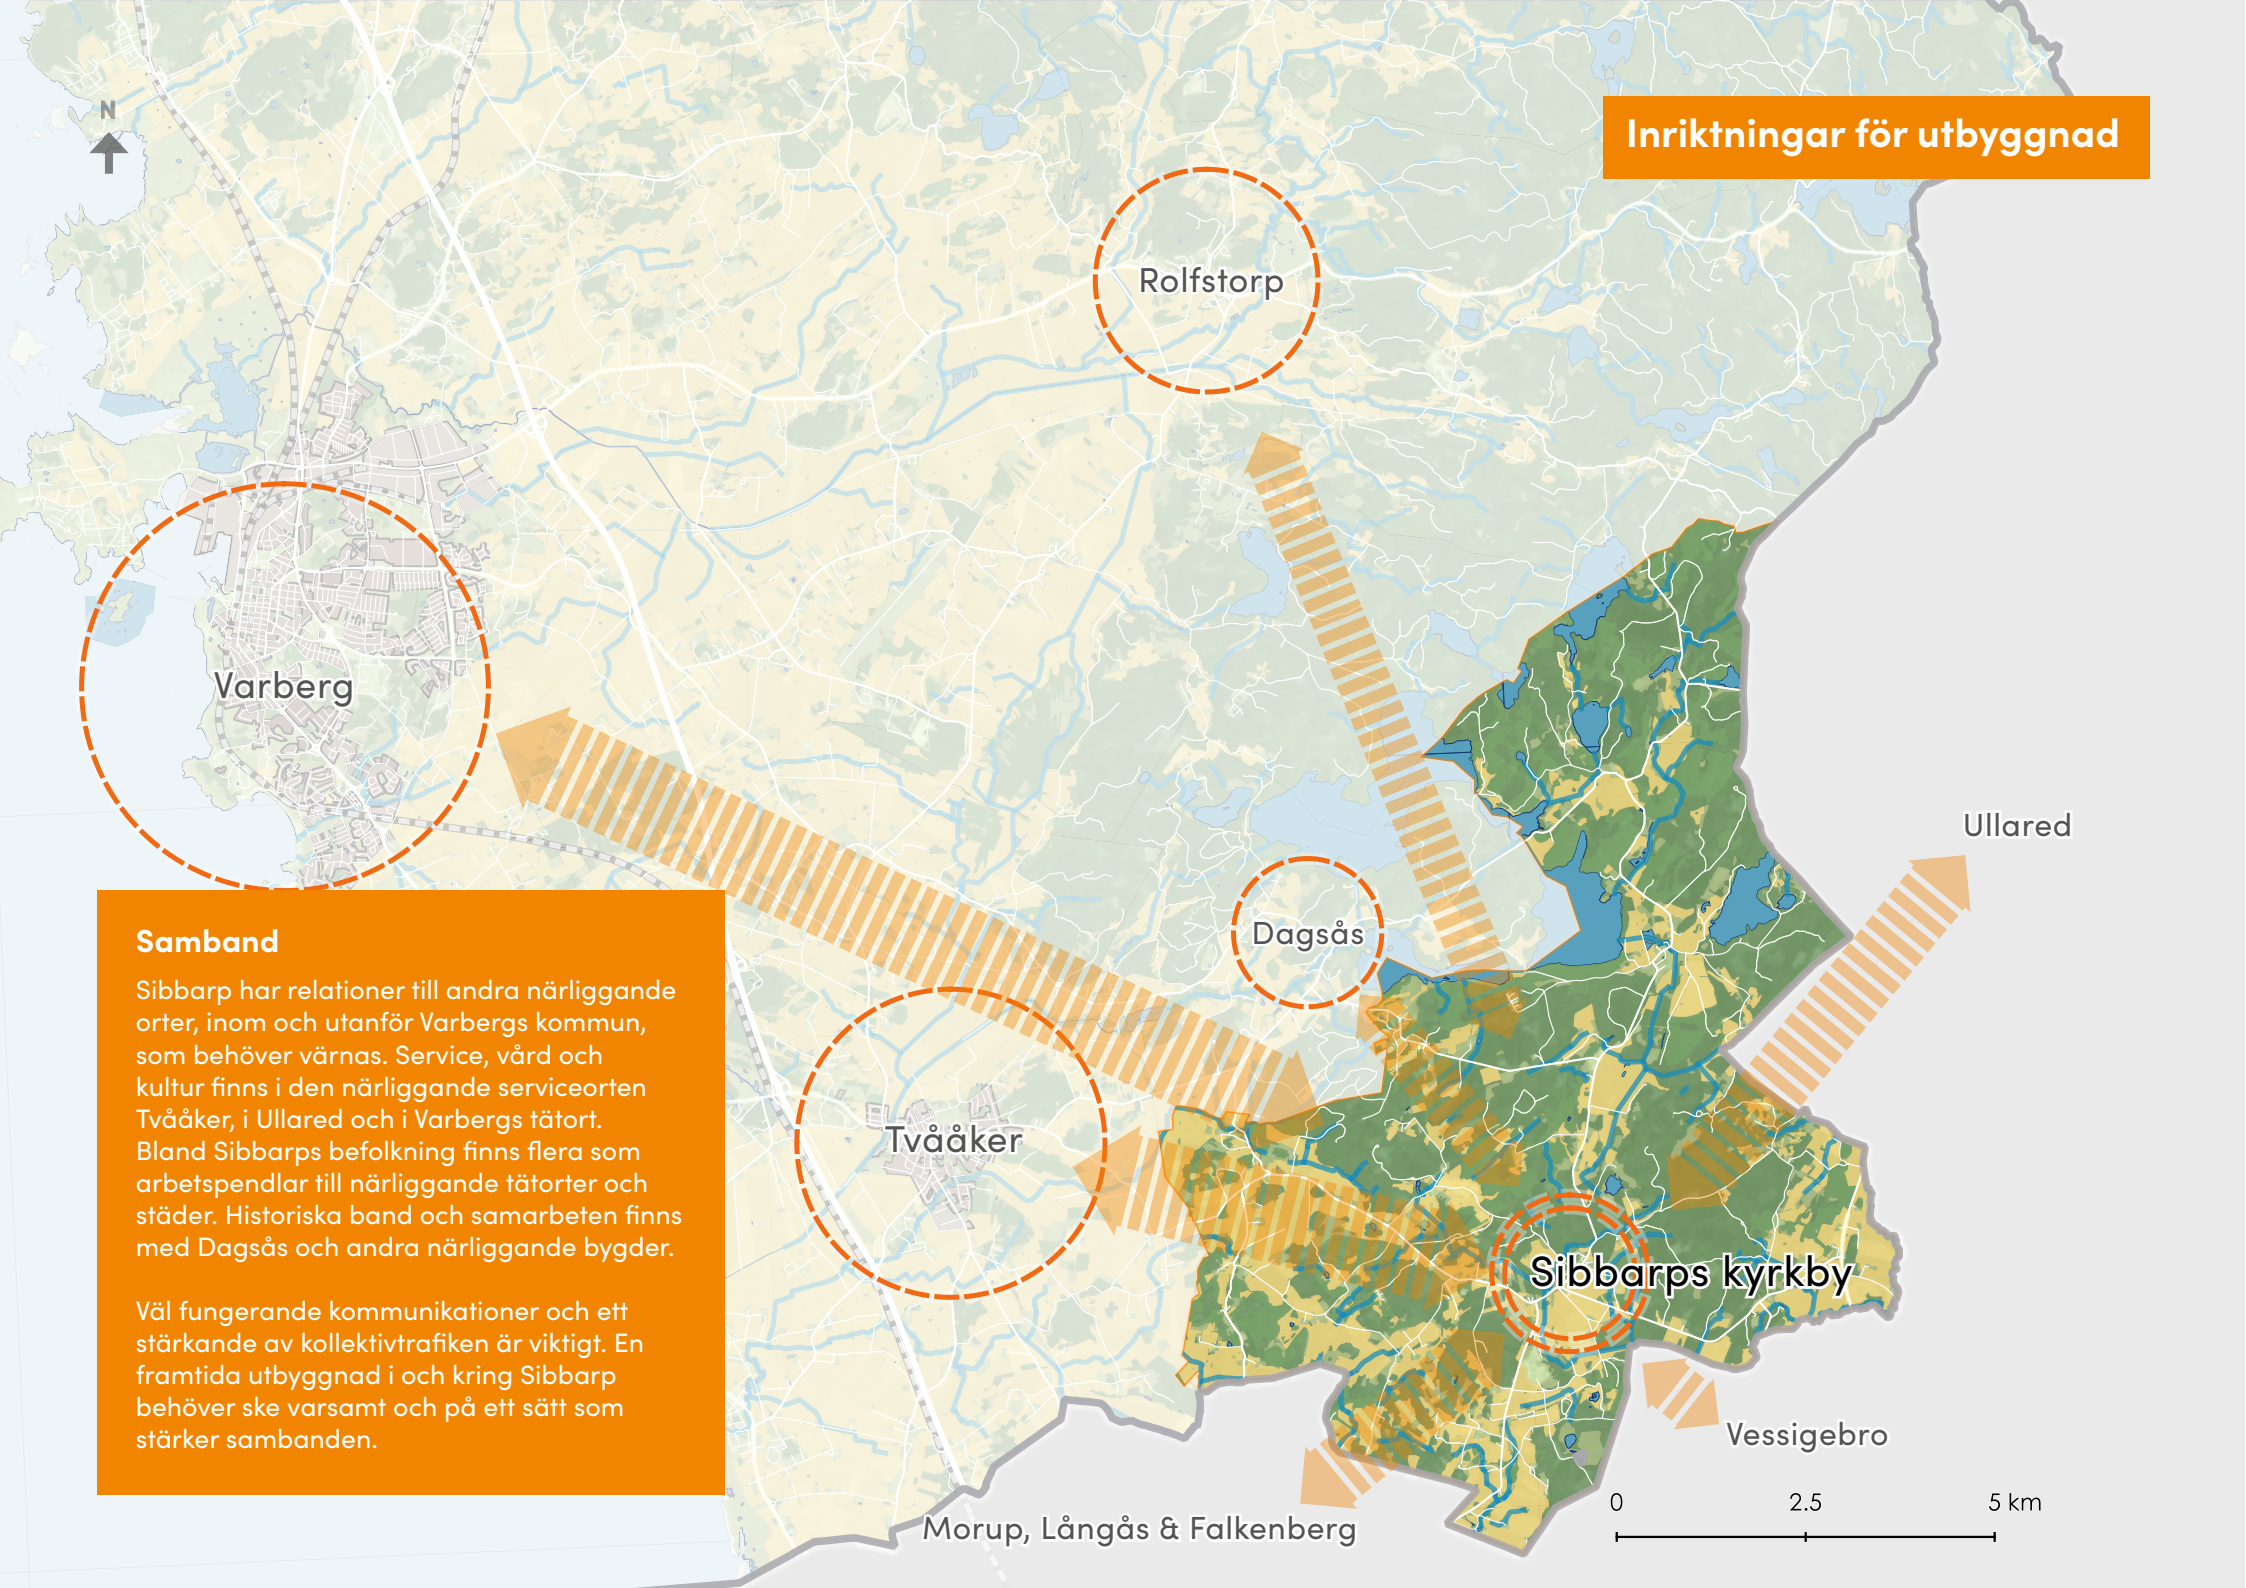 N
Inriktningar för utbyggnad
Rolfstorp
Varberg
Ullared
Dagsås
Samband
Sibbarp har relationer till andra närliggande
orter, inom och utanför Varbergs kommun,
som behöver värnas. Service, vård och
kultur finns i den närliggande serviceorten
Tvååker, i Ullared och i Varbergs tätort.
Bland Sibbarps befolkning finns flera som
arbetspendlar till närliggande tätorter och
städer. Historiska band och samarbeten finns
med Dagsås och andra närliggande bygder.
Väl fungerande kommunikationer och ett
stärkande av kollektivtrafiken är viktigt. En
framtida utbyggnad i och kring Sibbarp
behöver ske varsamt och på ett sätt som
stärker sambanden.
Tvååker
Sibbarps kyrkby
Vessigebro
Morup, Långås & Falkenberg
0 2.5 5 km